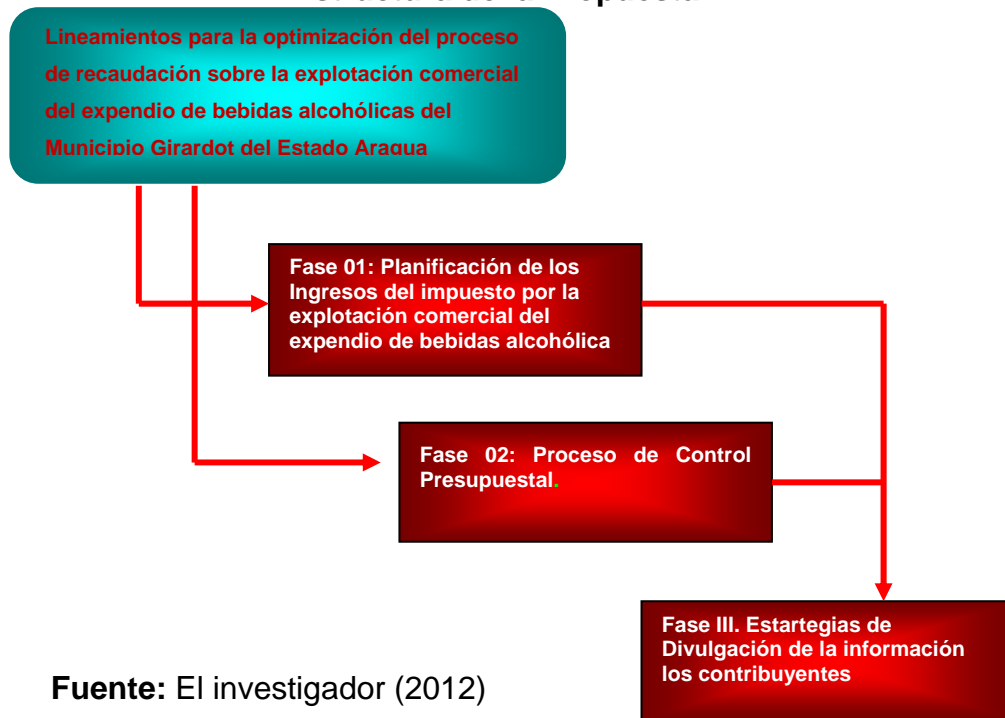 Lineamientos para la optimización del proceso
de recaudación sobre la explotación comercial
del expendio de bebidas alcohólicas del
Municipio Girardot del Estado Aragua
Fase 01: Planificación de los
Ingresos del impuesto por la
explotación comercial del
expendio de bebidas alcohólica
Fase 02: Proceso de Control
Presupuestal.
Fase III. Estartegias de
Divulgación de la información
los contribuyentes
Fuente: El investigador (2012)